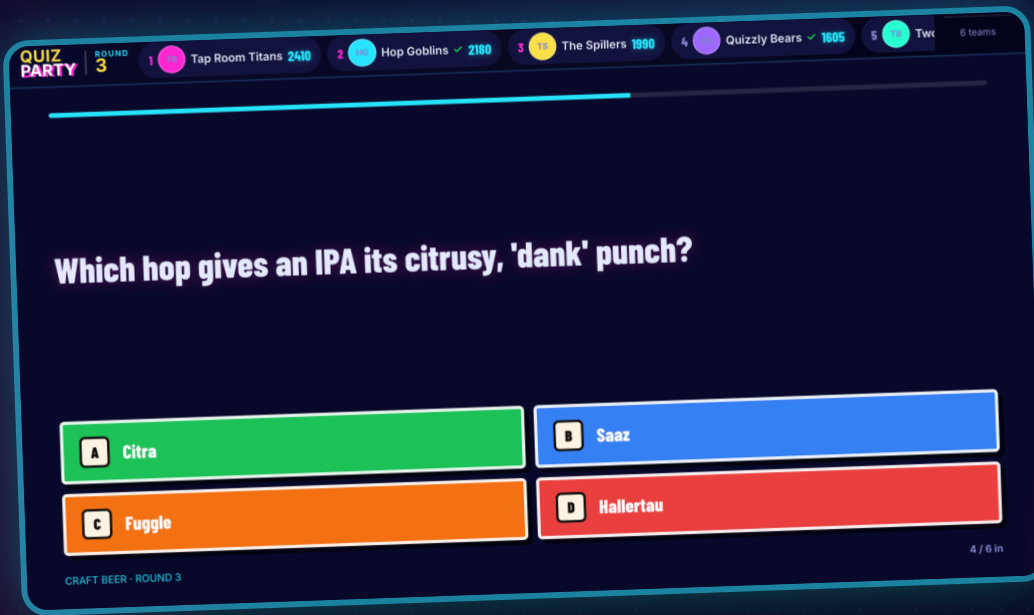 QUIZ PARTY
ROUND 3
1 TB Tap Room Titans 2410
2 HG Hop Goblins ✓ 2180
3 TS The Spillers 1990
4 Quizzly Bears ✓ 1605
5 TB
6 teams
Which hop gives an IPA its citrusy, 'dank' punch?
A Citra
B Saaz
C Fuggle
D Hallertau
4 / 6 in
CRAFT BEER · ROUND 3